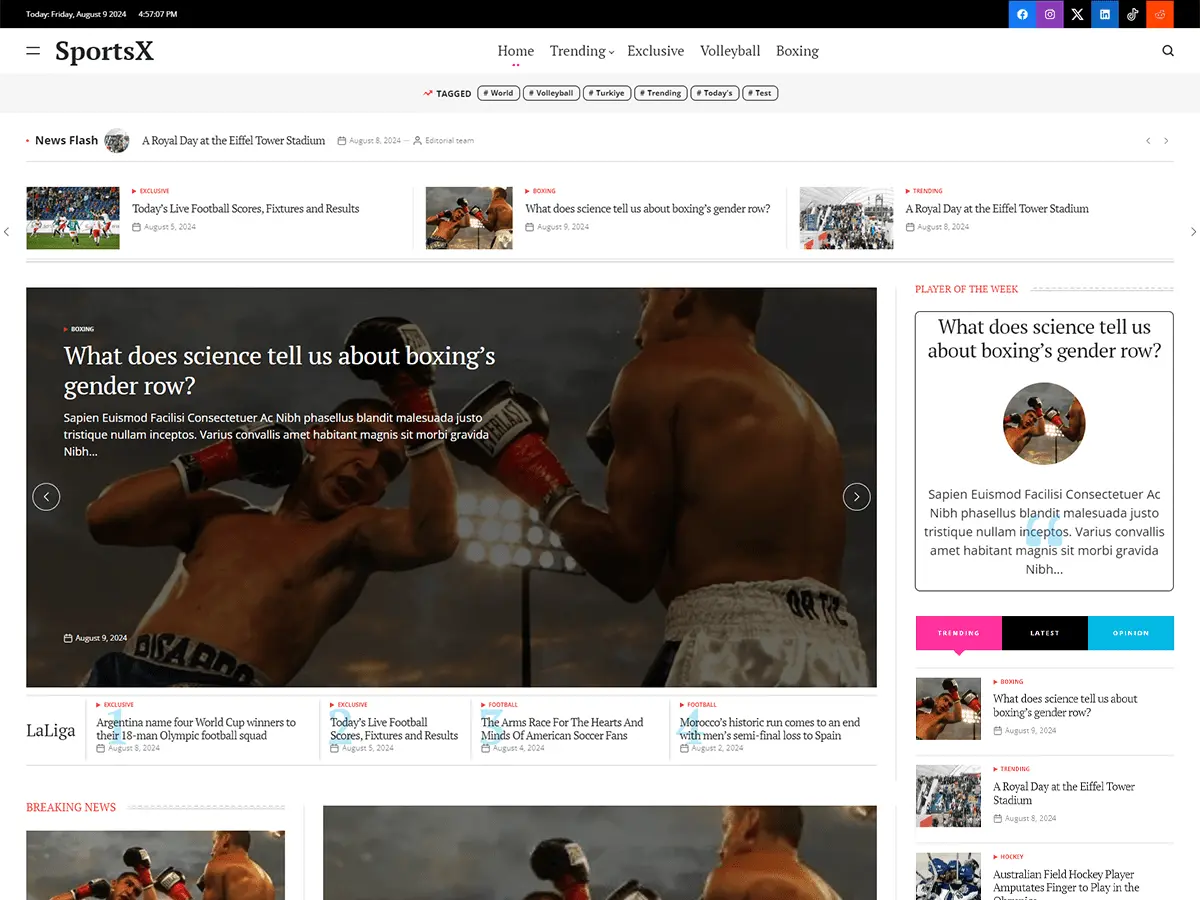 Today: Friday, August 9 2024 4:57:07 PM
SportsX
Home Trending Exclusive Volleyball Boxing
TAGGED # World # Volleyball # Turkiye # Trending # Today's # Test
News Flash A Royal Day at the Eiffel Tower Stadium August 8, 2024 — Editorial team
EXCLUSIVE
Today's Live Football Scores, Fixtures and Results
August 5, 2024
BOXING
What does science tell us about boxing's gender row?
August 9, 2024
TRENDING
A Royal Day at the Eiffel Tower Stadium
August 8, 2024
BOXING
What does science tell us about boxing's
gender row?
Sapien Euismod Facilisi Consectetuer Ac Nibh phasellus blandit malesuada justo
tristique nullam inceptos. Varius convallis amet habitant magnis sit morbi gravida
Nibh...
EVERLAST
ORTIZ
August 9, 2024
PLAYER OF THE WEEK
What does science tell us
about boxing's gender row?
Sapien Euismod Facilisi Consectetuer Ac
Nibh phasellus blandit malesuada justo
tristique nullam inceptos. Varius convallis
amet habitant magnis sit morbi gravida
Nibh...
TRENDING LATEST OPINION
BOXING
What does science tell us about
boxing's gender row?
August 9, 2024
TRENDING
A Royal Day at the Eiffel Tower
Stadium
August 8, 2024
HOCKEY
Australian Field Hockey Player
Amputates Finger to Play in the
Olympics
LaLiga
1
EXCLUSIVE
Argentina name four World Cup winners to
their 18-man Olympic football squad
August 8, 2024
2
EXCLUSIVE
Today's Live Football
Scores, Fixtures and Results
August 5, 2024
3
FOOTBALL
The Arms Race For The Hearts And
Minds Of American Soccer Fans
August 4, 2024
4
FOOTBALL
Morocco's historic run comes to an end
with men's semi-final loss to Spain
August 2, 2024
BREAKING NEWS